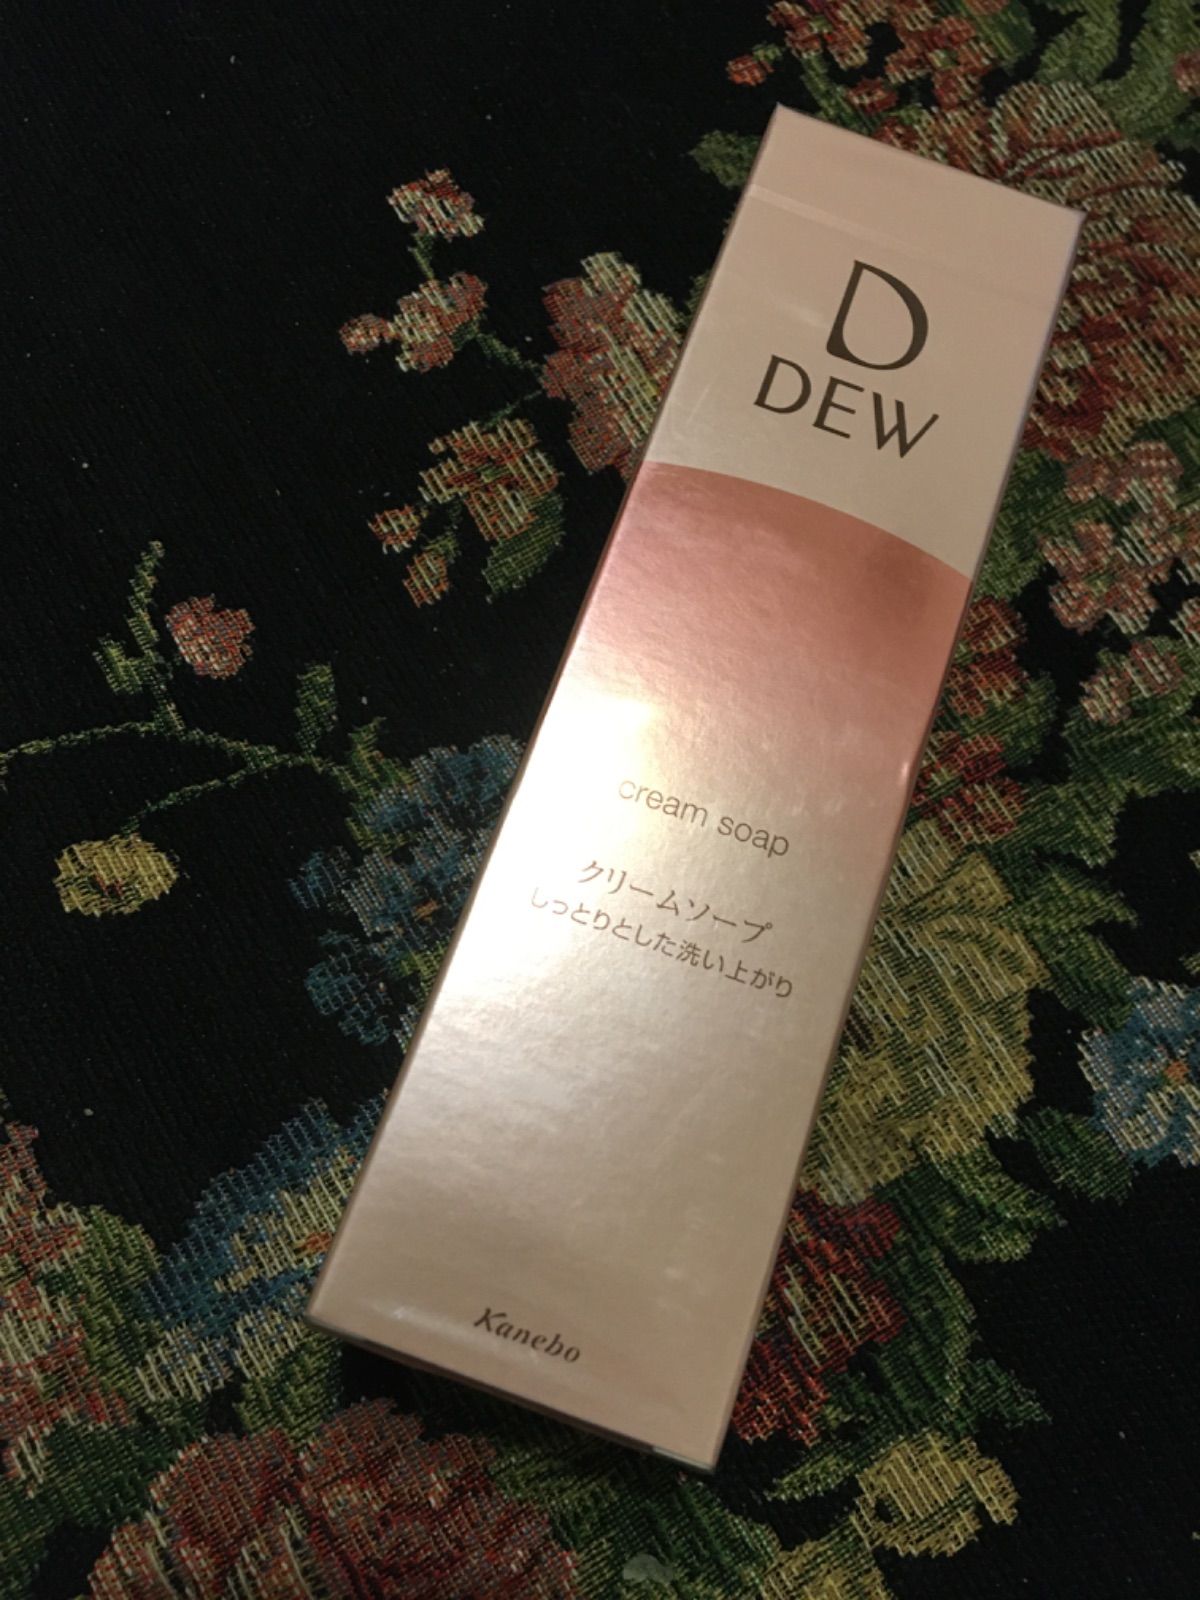 D
DEW
cream soap
クリームソープ
しっとりとした洗い上がり
Kanebo